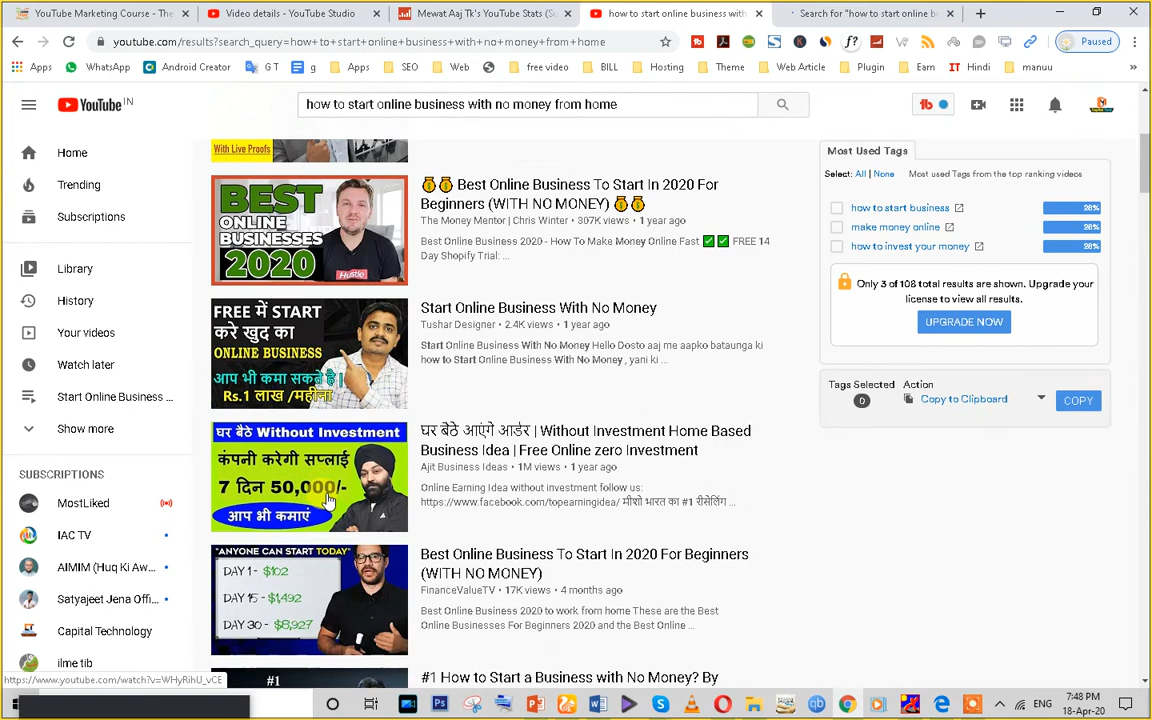 YouTube Marketing Course - The
Video details - YouTube Studio
Mewat Aaj Tk's YouTube Stats (S
how to start online business with
Search for "how to start online b
youtube.com/results?search_query=how+to+start+online+business+with+no+money+from+home
Paused
Apps
WhatsApp
Android Creator
G T
g
Apps
SEO
Web
free video
BILL
Hosting
Theme
Web Article
Plugin
Earn
IT Hindi
manuu
YouTube IN
how to start online business with no money from home
Home
Trending
Subscriptions
Library
History
Your videos
Watch later
Start Online Business ...
Show more
SUBSCRIPTIONS
MostLiked
IAC TV
AIMIM (Huq Ki Aw...
Satyajeet Jena Offi...
Capital Technology
ilme tib
https://www.youtube.com/watch?v=WHyRihU_vCE
With Live Proofs
BEST
ONLINE
BUSINESSES
2020
Hustle
Best Online Business To Start In 2020 For
Beginners (WITH NO MONEY)
The Money Mentor | Chris Winter • 307K views • 1 year ago
Best Online Business 2020 - How To Make Money Online Fast ✅ ✅ FREE 14
Day Shopify Trial: ...
FREE में START
करे खुद का
ONLINE BUSINESS
आप भी कमा सकते है |
Rs.1 लाख /महीना
Start Online Business With No Money
Tushar Designer • 2.4K views • 1 year ago
Start Online Business With No Money Hello Dosto aaj me aapko bataunga ki
how to Start Online Business With No Money , yani ki ...
घर बैठे Without Investment
कंपनी करेगी सप्लाई
7 दिन 50,000/-
आप भी कमाएं
घर बैठे आएंगे आर्डर | Without Investment Home Based
Business Idea | Free Online zero Investment
Ajit Business Ideas • 1M views • 1 year ago
Online Earning Idea without investment follow us:
https://www.facebook.com/topearningidea/ मीशो भारत का #1 रीसेलिंग ...
"ANYONE CAN START TODAY"
DAY 1 - $102
DAY 15 - $1,492
DAY 30 - $8,927
Best Online Business To Start In 2020 For Beginners
(WITH NO MONEY)
FinanceValueTV • 17K views • 4 months ago
Best Online Business 2020 to work from home These are the Best
Online Businesses For Beginners 2020 and the Best Online ...
#1
#1 How to Start a Business with No Money? By
Most Used Tags
Select: All | None Most used Tags from the top ranking videos
how to start business 28%
make money online 28%
how to invest your money 28%
Only 3 of 108 total results are shown. Upgrade your
license to view all results.
UPGRADE NOW
Tags Selected
0
Action
Copy to Clipboard
COPY
ENG
7:48 PM
18-Apr-20